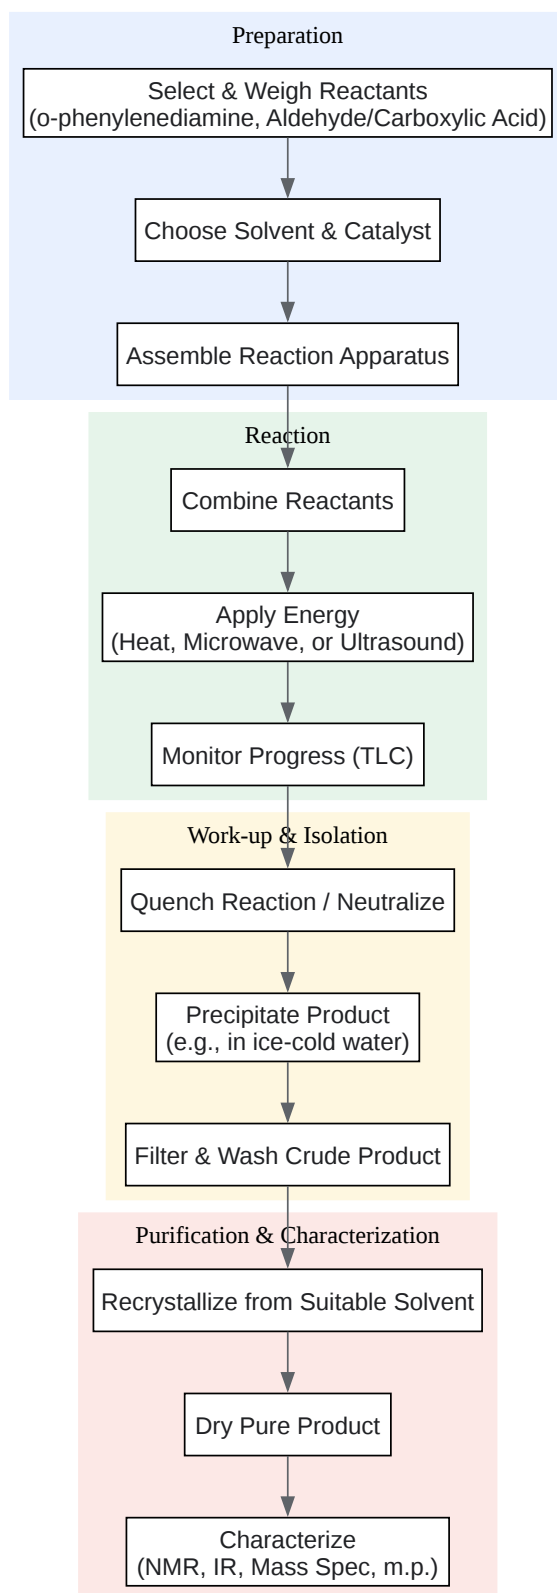 Preparation
Select & Weigh Reactants
(o-phenylenediamine, Aldehyde/Carboxylic Acid)
Choose Solvent & Catalyst
Assemble Reaction Apparatus
Reaction
Combine Reactants
Apply Energy
(Heat, Microwave, or Ultrasound)
Monitor Progress (TLC)
Work-up & Isolation
Quench Reaction / Neutralize
Precipitate Product
(e.g., in ice-cold water)
Filter & Wash Crude Product
Purification & Characterization
Recrystallize from Suitable Solvent
Dry Pure Product
Characterize
(NMR, IR, Mass Spec, m.p.)